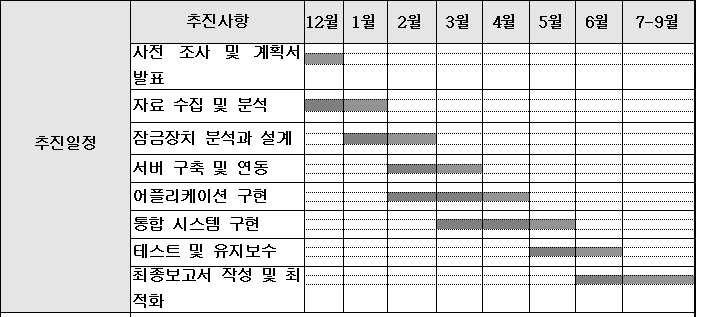 추진사항 12월 1월 2월 3월 4월 5월 6월 7-9월
사전 조사 및 계획서
발표
자료 수집 및 분석
잠금장치 분석과 설계
추진일정
서버 구축 및 연동
어플리케이션 구현
통합 시스템 구현
테스트 및 유지보수
최종보고서 작성 및 최
적화